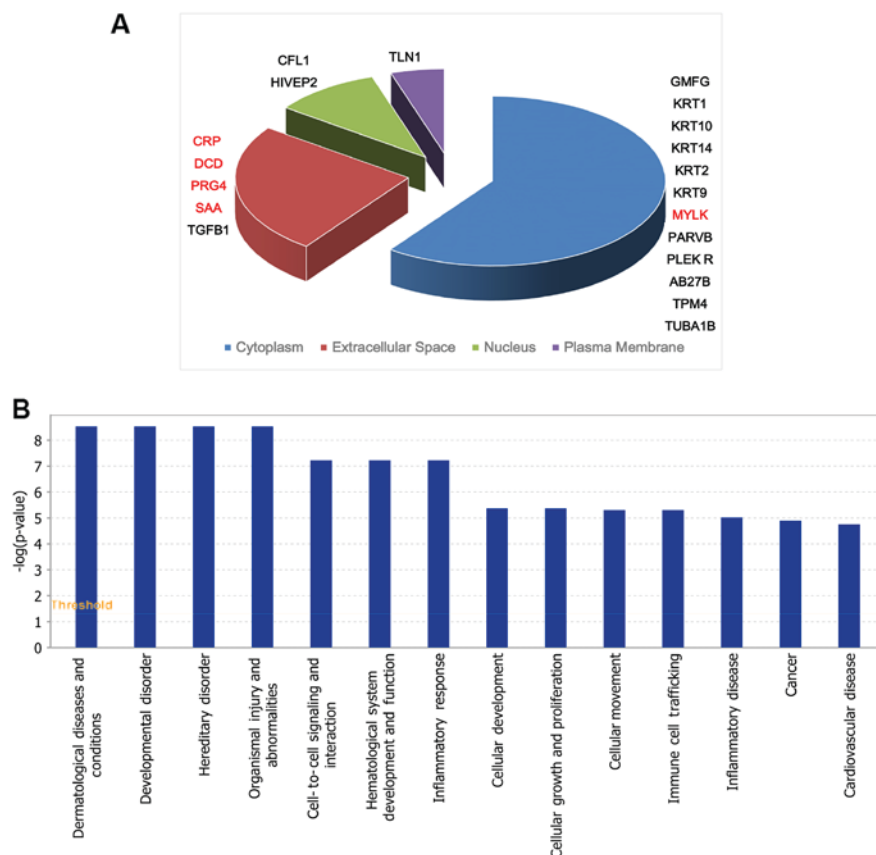 A
CFL1
HIVEP2
TLN1
CRP
DCD
PRG4
SAA
TGFB1
GMFG
KRT1
KRT10
KRT14
KRT2
KRT9
MYLK
PARVB
PLEK R
AB27B
TPM4
TUBA1B
Cytoplasm Extracellular Space Nucleus Plasma Membrane
B
-log(p-value)
8
7
6
5
4
3
2
1
0
Threshold
Dermatological diseases and
conditions
Developmental disorder
Hereditary disorder
Organismal injury and
abnormalities
Cell-to-cell signaling and
interaction
Hematological system
development and function
Inflammatory response
Cellular development
Cellular growth and proliferation
Cellular movement
Immune cell trafficking
Inflammatory disease
Cancer
Cardiovascular disease